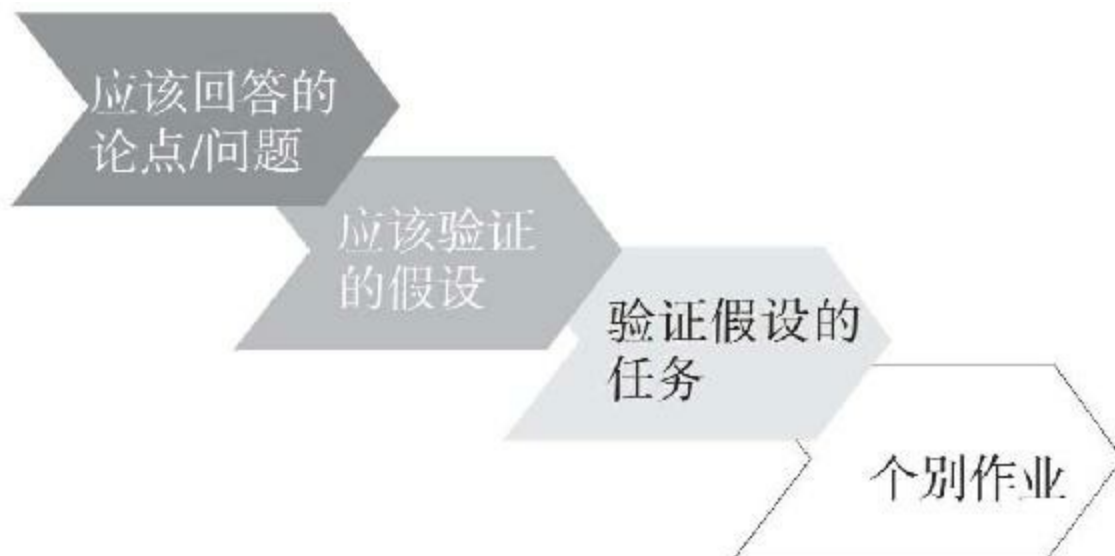 应该回答的
论点/问题
应该验证
的假设
验证假设的
任务
个别作业